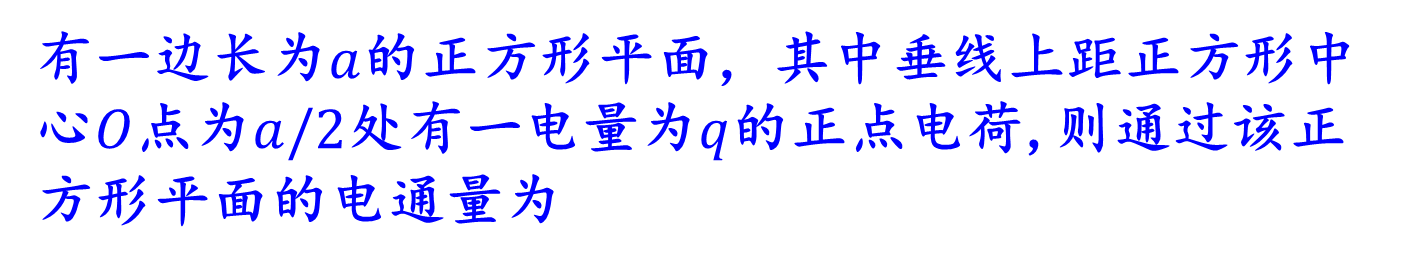 有一边长为a的正方形平面，其中垂线上距正方形中
心O点为a/2处有一电量为q的正点电荷,则通过该正
方形平面的电通量为